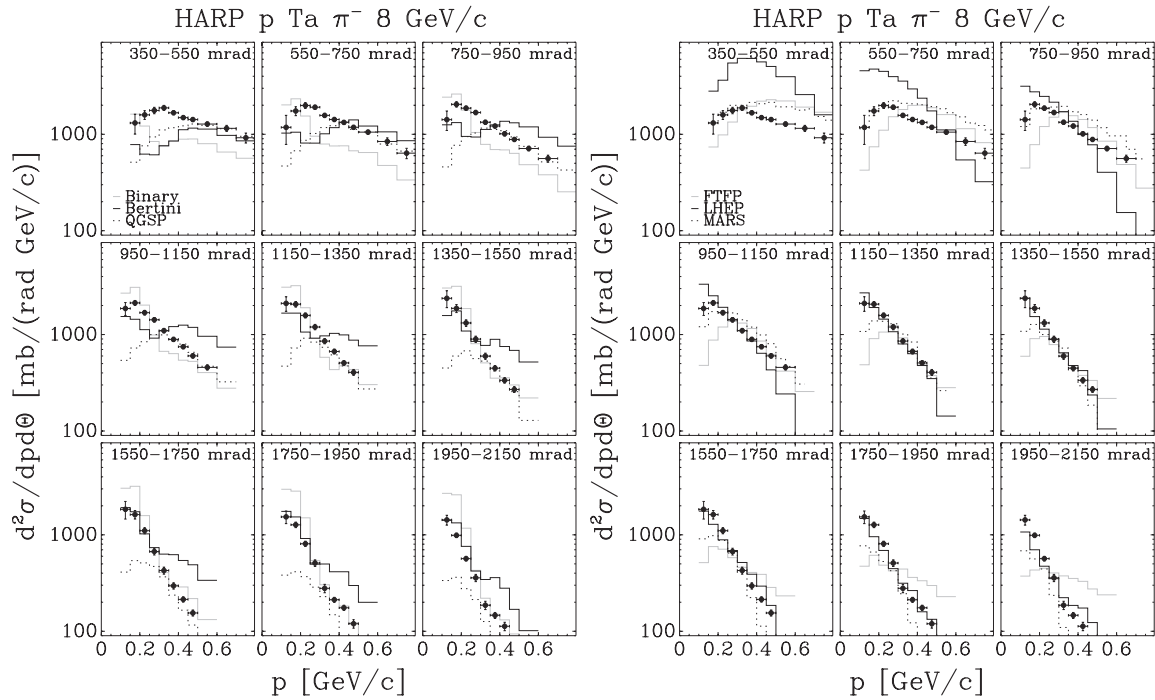 HARP p Ta π⁻ 8 GeV/c
d²σ/dpdΘ [mb/(rad GeV/c)]
350−550 mrad
550−750 mrad
750−950 mrad
1000
Binary
Bertini
QGSP
100
950−1150 mrad
1150−1350 mrad
1350−1550 mrad
1000
100
1550−1750 mrad
1750−1950 mrad
1950−2150 mrad
1000
100
0 0.2 0.4 0.6 0.2 0.4 0.6 0.2 0.4 0.6
p [GeV/c]
HARP p Ta π⁻ 8 GeV/c
d²σ/dpdΘ [mb/(rad GeV/c)]
350−550 mrad
550−750 mrad
750−950 mrad
1000
FTFP
LHEP
MARS
100
950−1150 mrad
1150−1350 mrad
1350−1550 mrad
1000
100
1550−1750 mrad
1750−1950 mrad
1950−2150 mrad
1000
100
0 0.2 0.4 0.6 0.2 0.4 0.6 0.2 0.4 0.6
p [GeV/c]